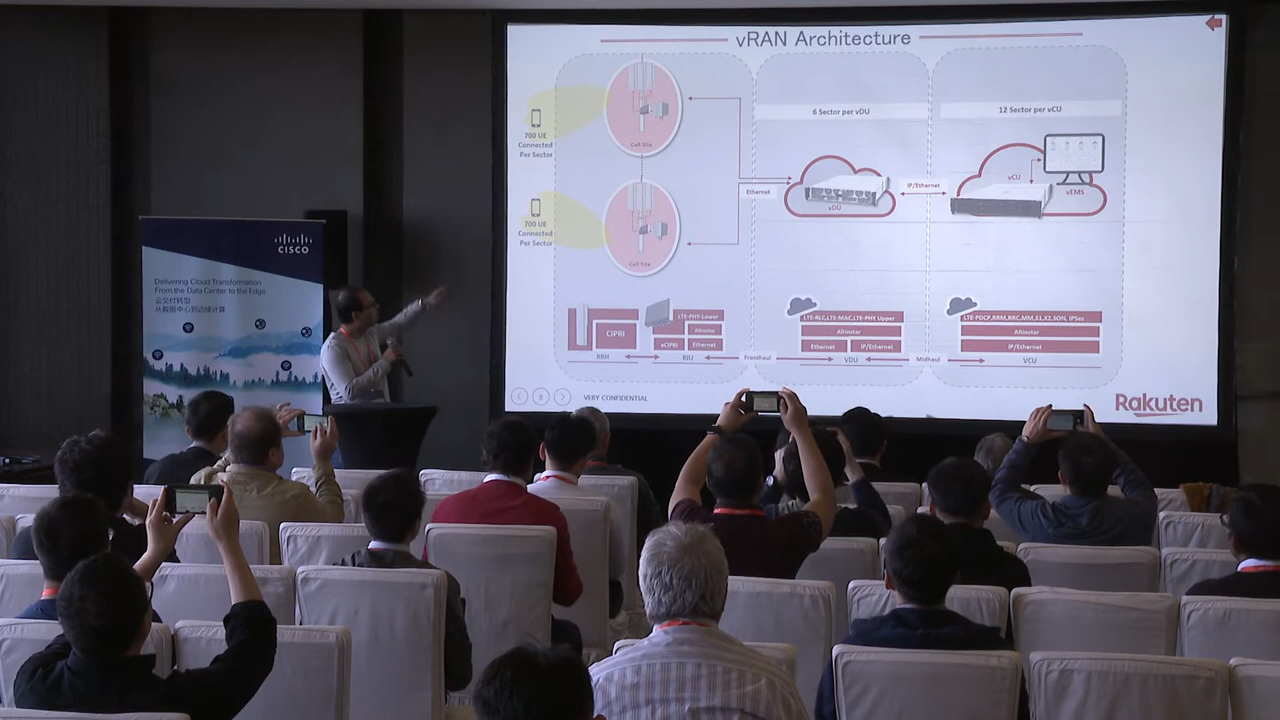 vRAN Architecture
6 Sector per vDU
12 Sector per vCU
700 UE
Connected
Per Sector
Cell Site
700 UE
Connected
Per Sector
Cell Site
Ethernet
vDU
IP/Ethernet
vCU
vEMS
CIPRI
LTE-PHY-Lower
Altiostar
eCIPRI
Ethernet
RRH
RIU
Fronthaul
LTE-RLC,LTE-MAC,LTE-PHY Upper
Altiostar
Ethernet
IP/Ethernet
VDU
Midhaul
LTE-PDCP,RRM,RRC,MM,S1,X2,SON, IPSec
Altiostar
IP/Ethernet
VCU
VERY CONFIDENTIAL
Rakuten
CISCO
Delivering Cloud Transformation
From the Data Center to the Edge
云交付转型
从数据中心到边缘计算